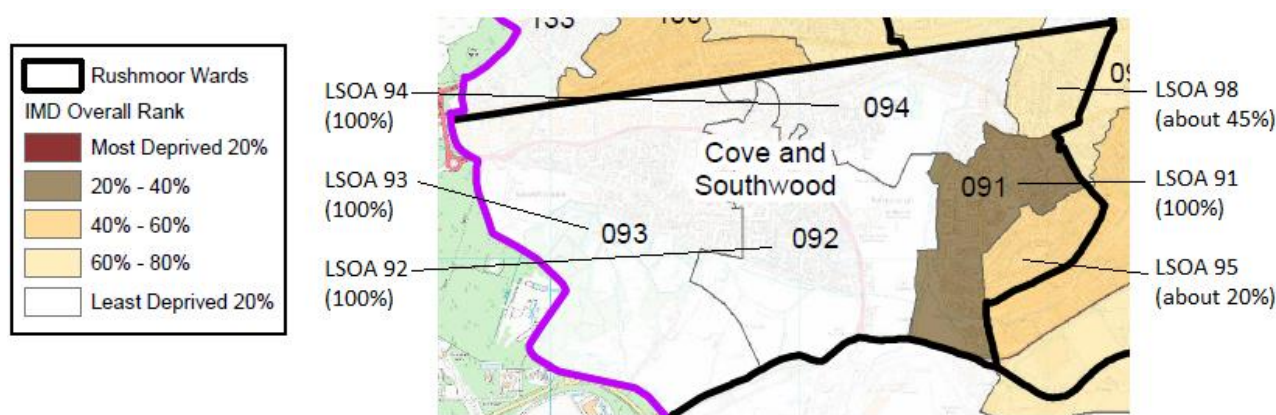 Rushmoor Wards
IMD Overall Rank
Most Deprived 20%
20% - 40%
40% - 60%
60% - 80%
Least Deprived 20%
LSOA 94
(100%)
LSOA 93
(100%)
LSOA 92
(100%)
133
094
Cove and
Southwood
091
093
092
LSOA 98
(about 45%)
LSOA 91
(100%)
LSOA 95
(about 20%)